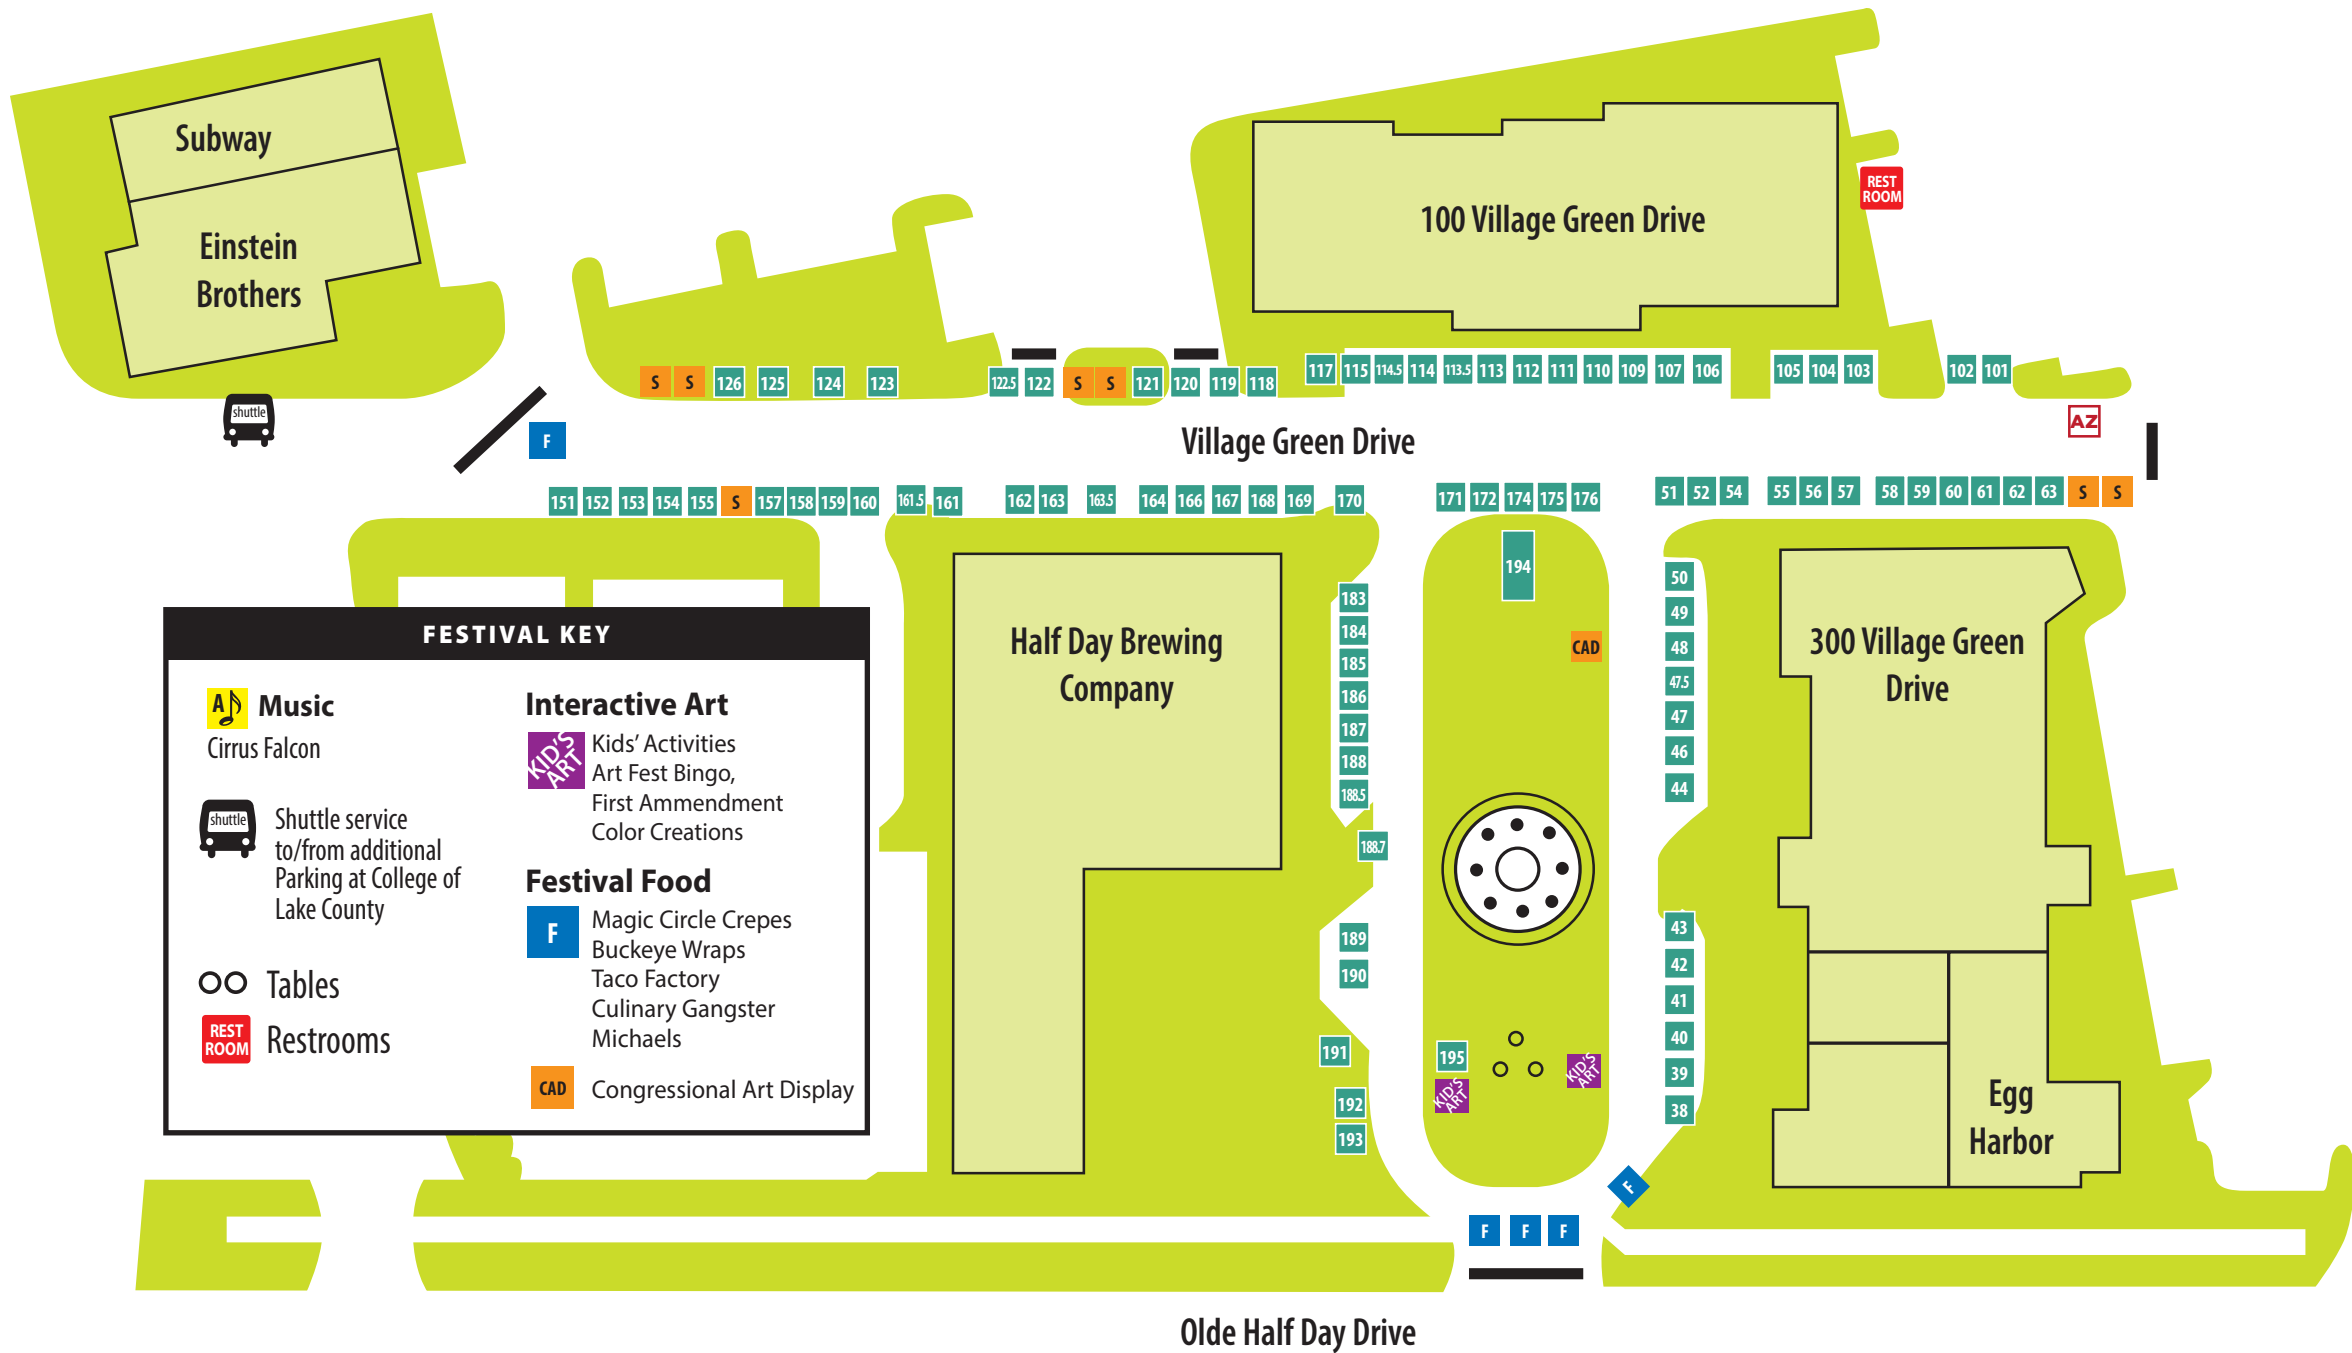 Subway
Einstein
Brothers
shuttle
100 Village Green Drive
REST
ROOM
S S 126 125 124 123 122.5 122 S S 121 120 119 118 117 115 114.5 114 113.5 113 112 111 110 109 107 106 105 104 103 102 101
F
Village Green Drive
AZ
151 152 153 154 155 S 157 158 159 160 161.5 161 162 163 163.5 164 166 167 168 169 170 171 172 174 175 176 51 52 54 55 56 57 58 59 60 61 62 63 S S
194
CAD
Half Day Brewing
Company
183
184
185
186
187
188
188.5
188.7
189
190
191
192
193
195
KID'S
ART
KID'S
ART
50
49
48
47.5
47
46
44
43
42
41
40
39
38
300 Village Green
Drive
Egg
Harbor
F
F F F
Olde Half Day Drive
FESTIVAL KEY
A Music
Cirrus Falcon
shuttle
Shuttle service
to/from additional
Parking at College of
Lake County
Tables
REST
ROOM
Restrooms
Interactive Art
KID'S
ART
Kids' Activities
Art Fest Bingo,
First Ammendment
Color Creations
Festival Food
F
Magic Circle Crepes
Buckeye Wraps
Taco Factory
Culinary Gangster
Michaels
CAD Congressional Art Display